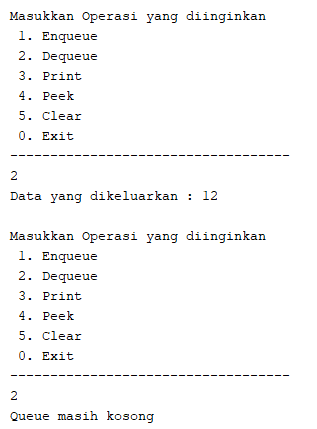 Masukkan Operasi yang diinginkan
1. Enqueue
2. Dequeue
3. Print
4. Peek
5. Clear
0. Exit
-----------------------------------
2
Data yang dikeluarkan : 12
Masukkan Operasi yang diinginkan
1. Enqueue
2. Dequeue
3. Print
4. Peek
5. Clear
0. Exit
-----------------------------------
2
Queue masih kosong